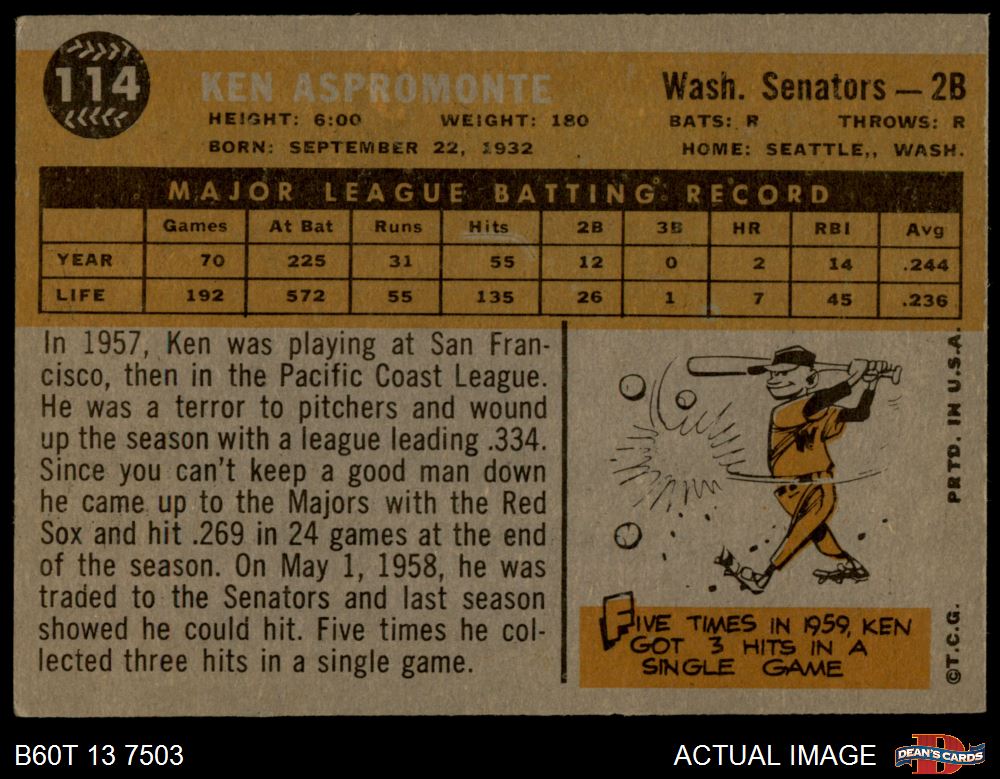 114
KEN ASPROMONTE
Wash. Senators — 2B
HEIGHT: 6:00 WEIGHT: 180 BATS: R THROWS: R
BORN: SEPTEMBER 22, 1932 HOME: SEATTLE,, WASH.
MAJOR LEAGUE BATTING RECORD
Games At Bat Runs Hits 2B 3B HR RBI Avg
YEAR 70 225 31 55 12 0 2 14 .244
LIFE 192 572 55 135 26 1 7 45 .236
In 1957, Ken was playing at San Fran-
cisco, then in the Pacific Coast League.
He was a terror to pitchers and wound
up the season with a league leading .334.
Since you can't keep a good man down
he came up to the Majors with the Red
Sox and hit .269 in 24 games at the end
of the season. On May 1, 1958, he was
traded to the Senators and last season
showed he could hit. Five times he col-
lected three hits in a single game.
W
FIVE TIMES IN 1959, KEN
GOT 3 HITS IN A
SINGLE GAME
©T.C.G. PRTD. IN U.S.A.
B60T 13 7503
ACTUAL IMAGE
D
DEAN'S CARDS